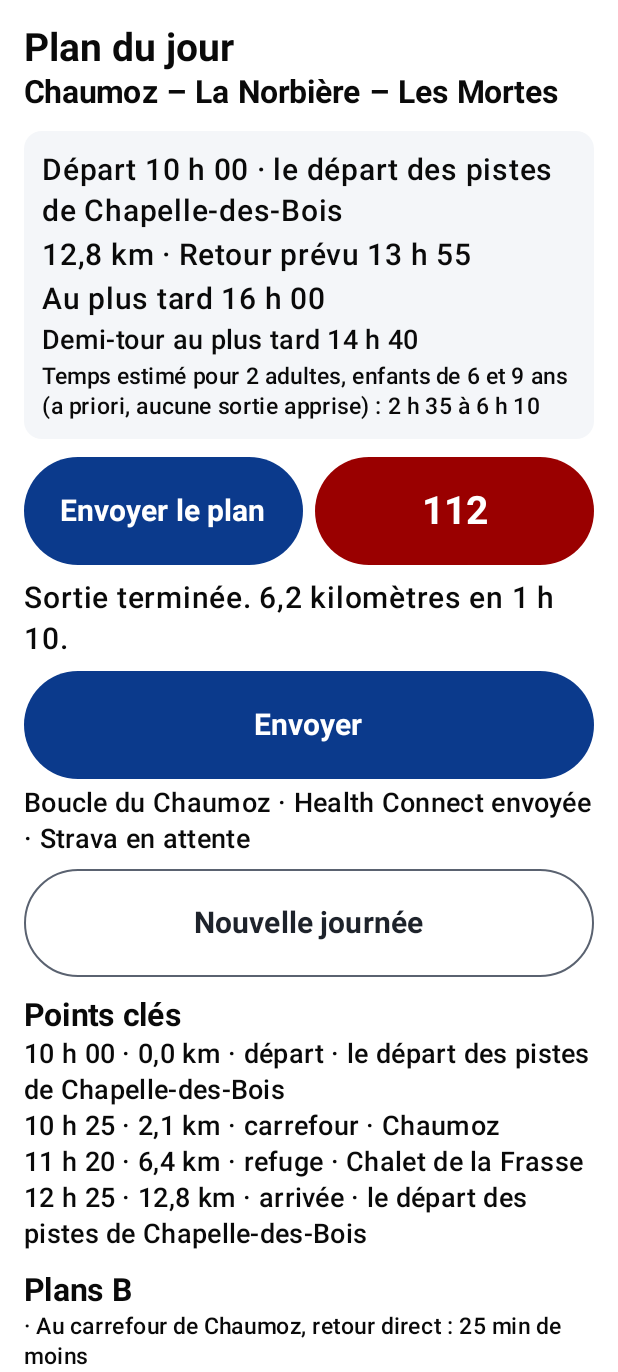 Plan du jour
Chaumoz – La Norbière – Les Mortes
Départ 10 h 00 · le départ des pistes
de Chapelle-des-Bois
12,8 km · Retour prévu 13 h 55
Au plus tard 16 h 00
Demi-tour au plus tard 14 h 40
Temps estimé pour 2 adultes, enfants de 6 et 9 ans
(a priori, aucune sortie apprise) : 2 h 35 à 6 h 10
Envoyer le plan
112
Sortie terminée. 6,2 kilomètres en 1 h
10.
Envoyer
Boucle du Chaumoz · Health Connect envoyée
· Strava en attente
Nouvelle journée
Points clés
10 h 00 · 0,0 km · départ · le départ des pistes
de Chapelle-des-Bois
10 h 25 · 2,1 km · carrefour · Chaumoz
11 h 20 · 6,4 km · refuge · Chalet de la Frasse
12 h 25 · 12,8 km · arrivée · le départ des
pistes de Chapelle-des-Bois
Plans B
· Au carrefour de Chaumoz, retour direct : 25 min de
moins